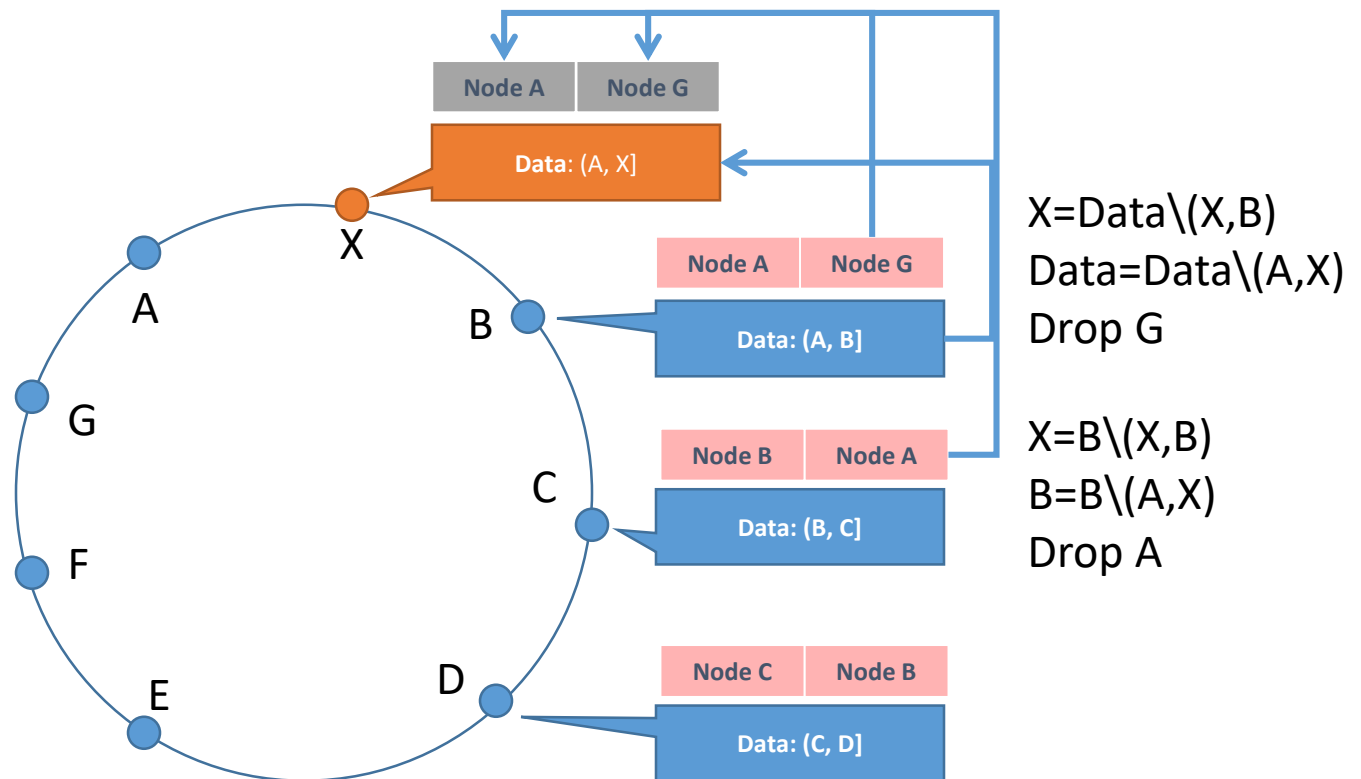 Node A Node G
Data: (A, X]
X
A
Node A Node G
B
Data: (A, B]
X=Data\(X,B)
Data=Data\(A,X)
Drop G
G
Node B Node A
C
Data: (B, C]
X=B\(X,B)
B=B\(A,X)
Drop A
F
Node C Node B
D
E
Data: (C, D]